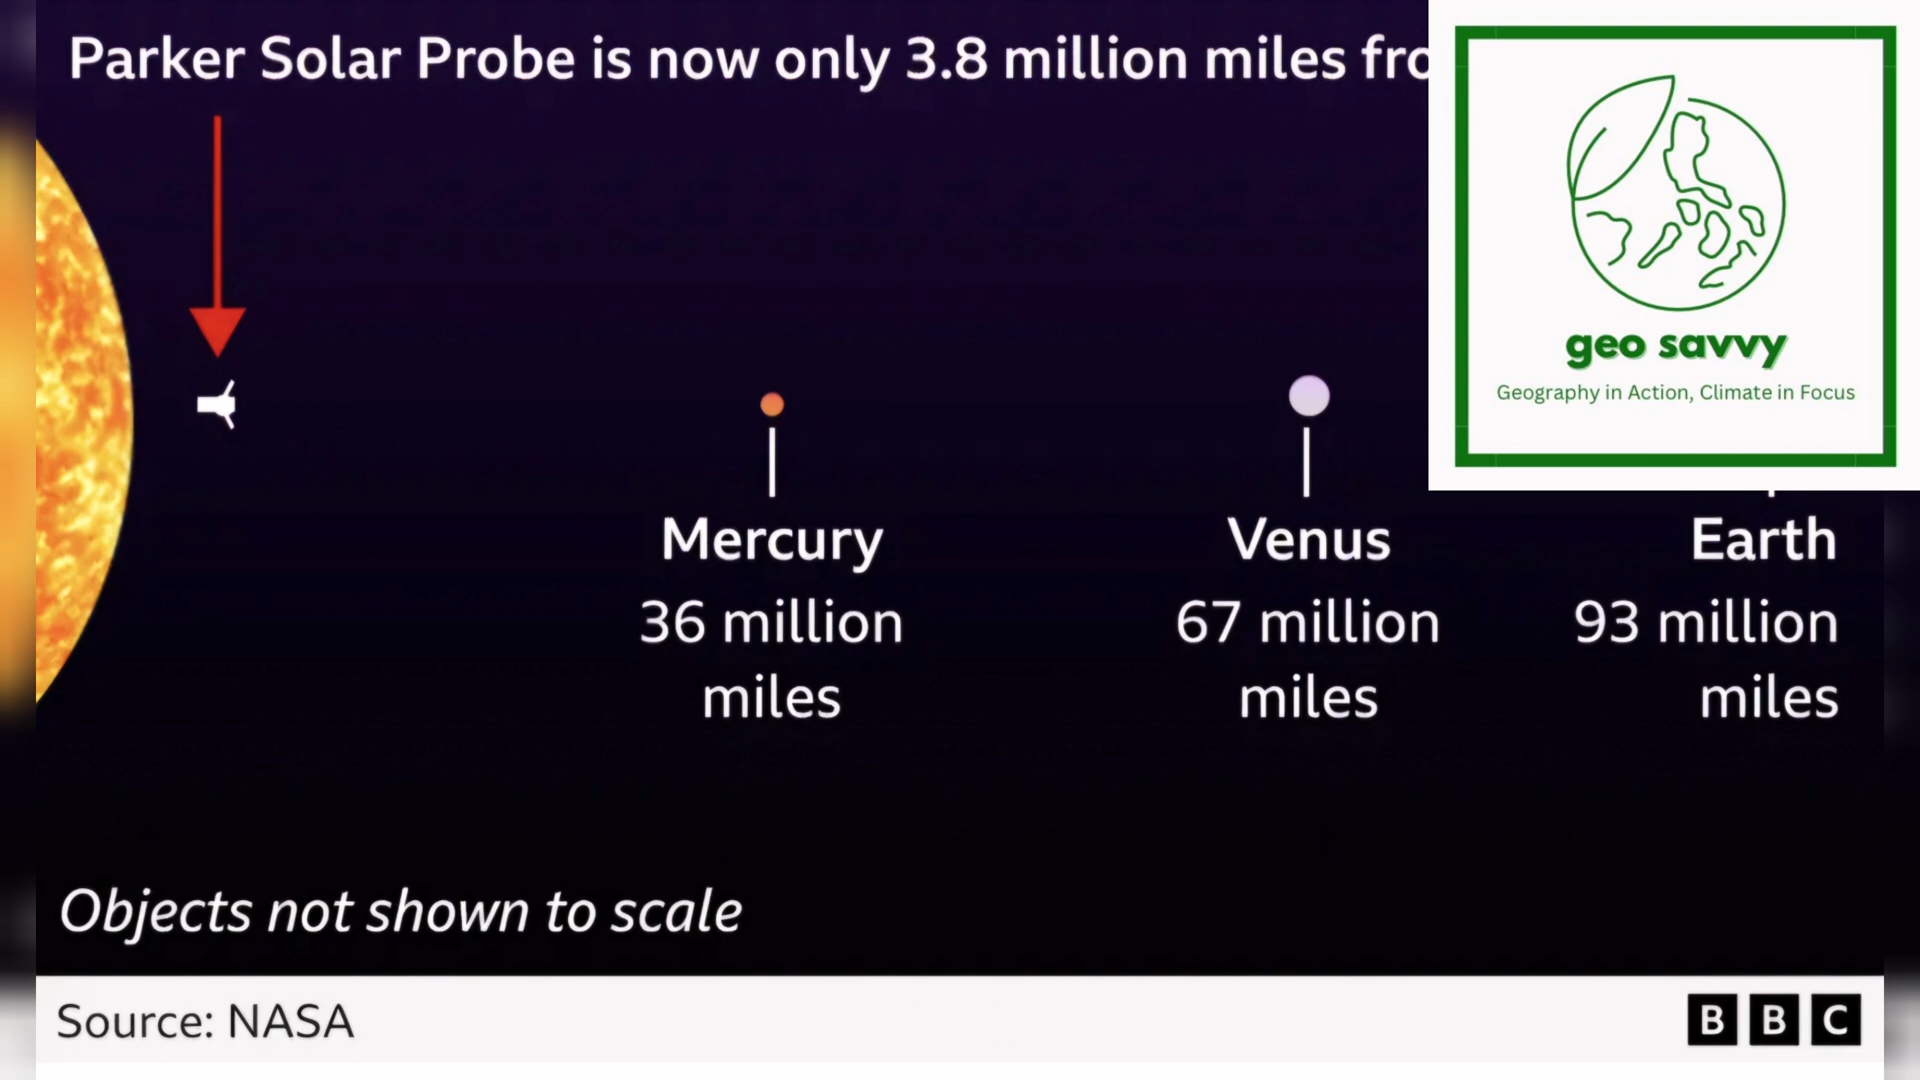 Parker Solar Probe is now only 3.8 million miles
geo savvy
Geography in Action, Climate in Focus
Mercury
36 million
miles
Venus
67 million
miles
Earth
93 million
miles
Objects not shown to scale
Source: NASA
BBC